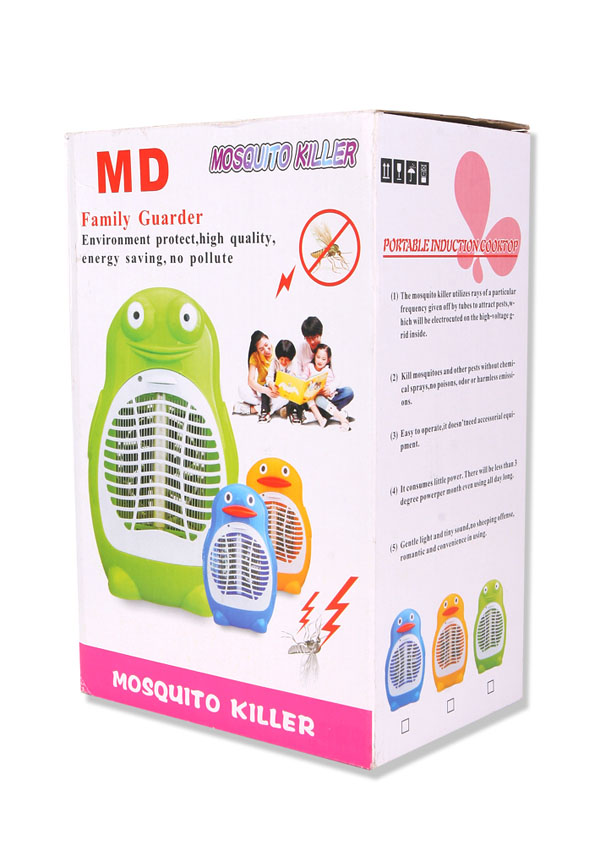 MD
MOSQUITO KILLER
Family Guarder
Environment protect,high quality,
energy saving, no pollute
MOSQUITO KILLER
PORTABLE INDUCTION COOKTOP
(1) The mosquito killer utilizes rays of a particular
frequency given off by tubes to attract pests,w-
hich will be electrocuted on the high-voltage g-
rid inside.
(2) Kill mosquitoes and other pests without chemi-
cal sprays,no poisons, odor or harmless emissi-
ons.
(3) Easy to operate,it doesn'tneed accessorial equi-
pment.
(4) It consumes little power. There will be less than 3
degree powerper month even using all day long.
(5) Gentle light and tiny sound,no sheeping offense,
romantic and convenience in using.